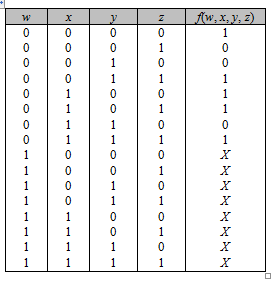 w x y z f(w, x, y, z)
0 0 0 0 1
0 0 0 1 0
0 0 1 0 0
0 0 1 1 1
0 1 0 0 1
0 1 0 1 1
0 1 1 0 0
0 1 1 1 1
1 0 0 0 X
1 0 0 1 X
1 0 1 0 X
1 0 1 1 X
1 1 0 0 X
1 1 0 1 X
1 1 1 0 X
1 1 1 1 X